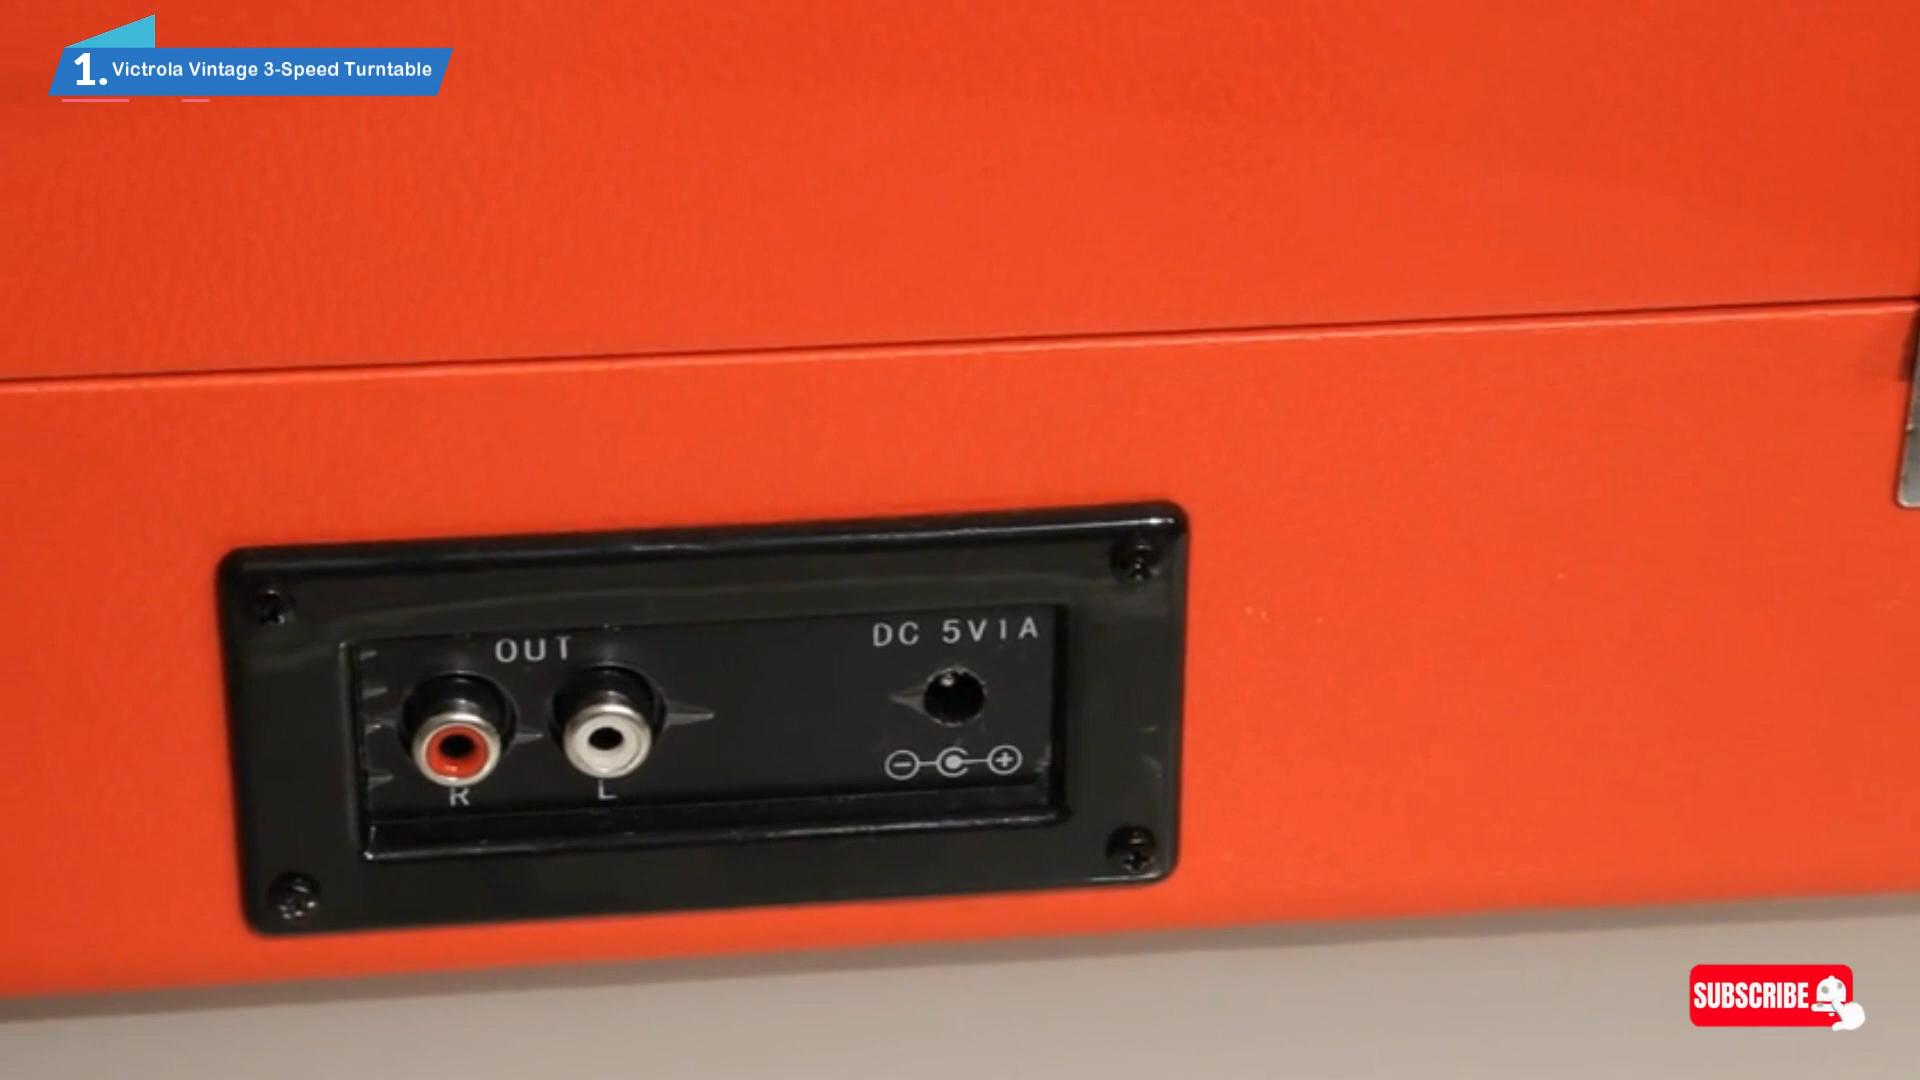 1. Victrola Vintage 3-Speed Turntable
OUT
DC 5V1A
R
L
SUBSCRIBE